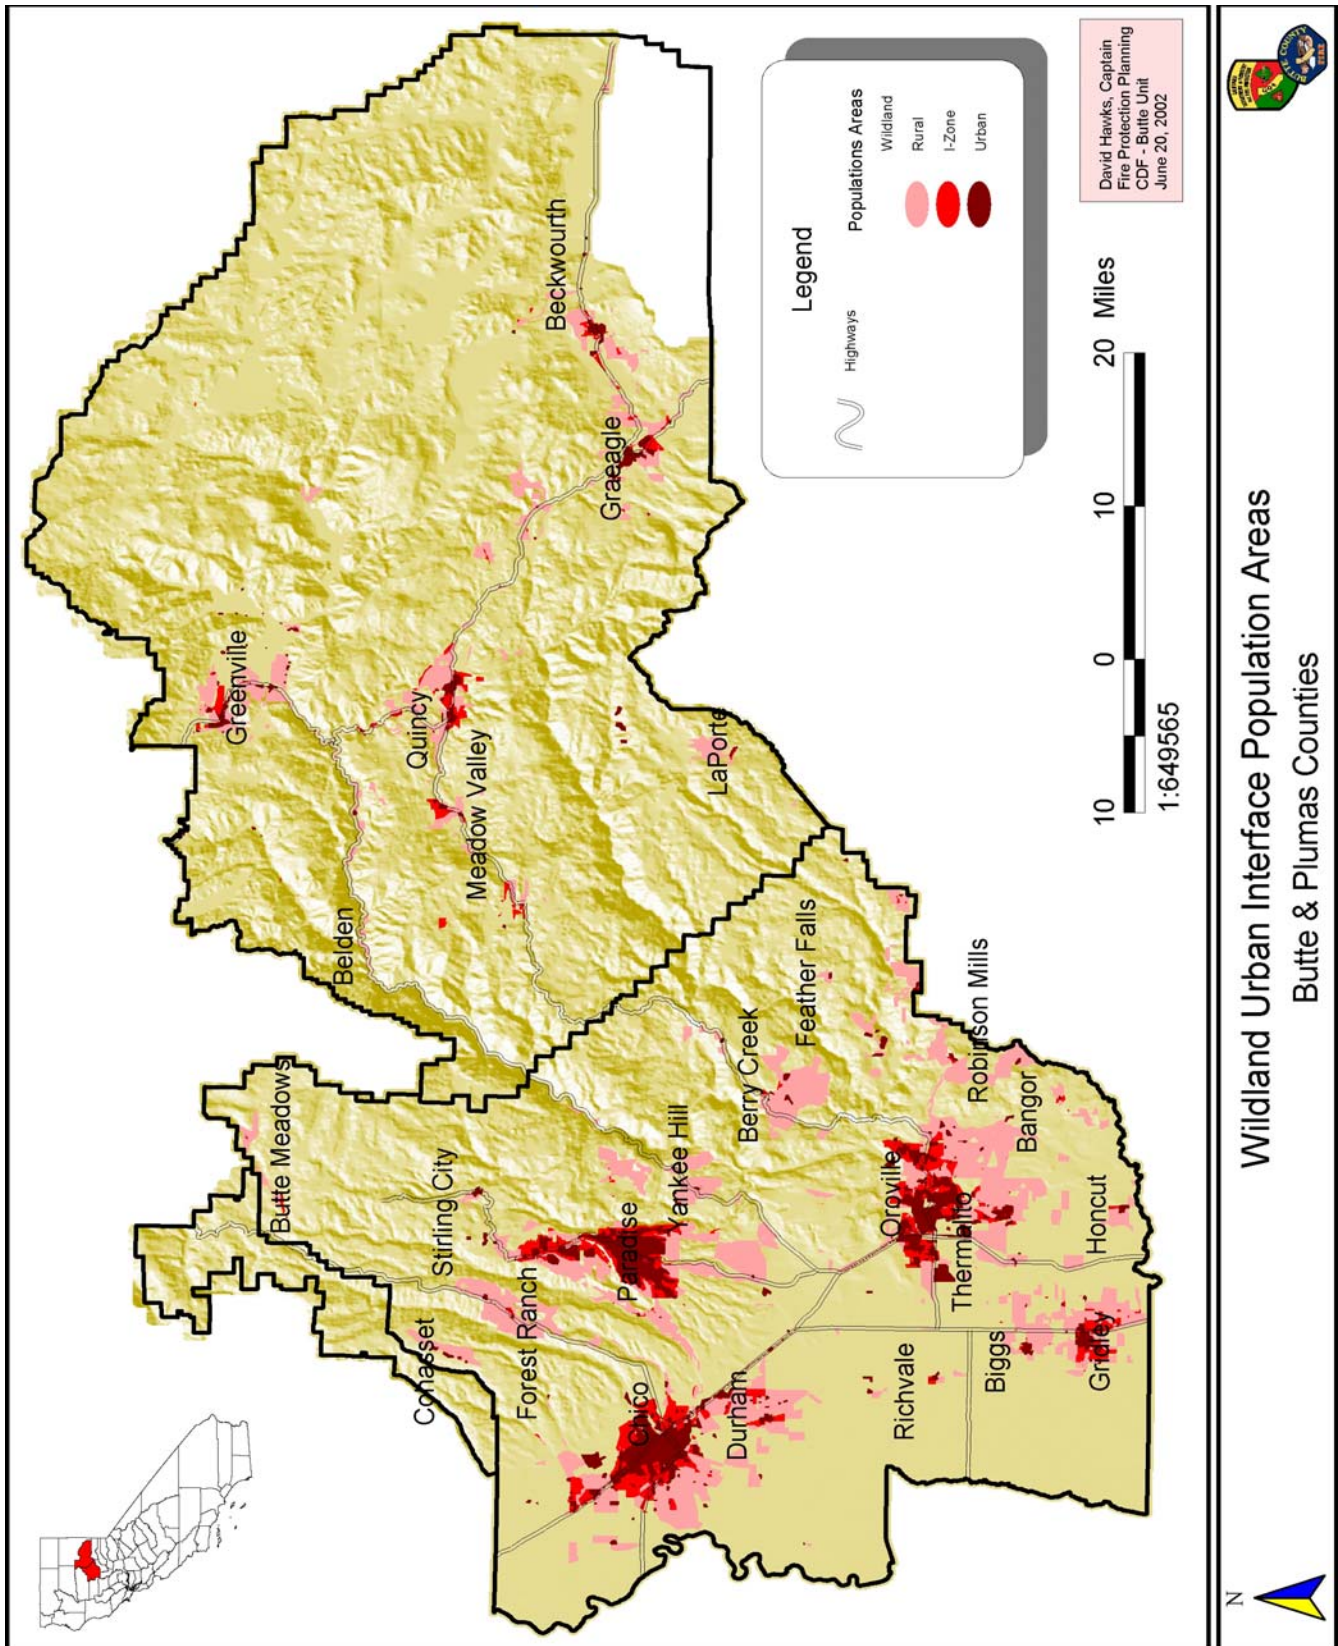 Wildland Urban Interface Population Areas
Butte & Plumas Counties
N
Butte Meadows
Cohasset
Forest Ranch
Stirling City
Chico
Paradise
Yankee Hill
Durham
Berry Creek
Feather Falls
Richvale
Oroville
Thermalito
Robinson Mills
Biggs
Bangor
Gridley
Honcut
Greenville
Belden
Quincy
Meadow Valley
LaPorte
Graeagle
Beckwourth
Legend
Highways
Populations Areas
Wildland
Rural
I-Zone
Urban
10 0 10 20 Miles
1:649565
David Hawks, Captain
Fire Protection Planning
CDF - Butte Unit
June 20, 2002
BUTTE COUNTY
FIRE